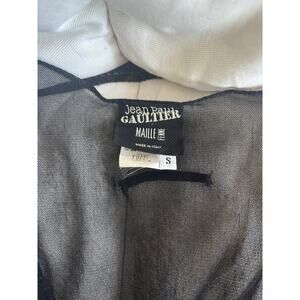 Jean Paul
GAULTIER
MAILLE
MADE IN ITALY
S